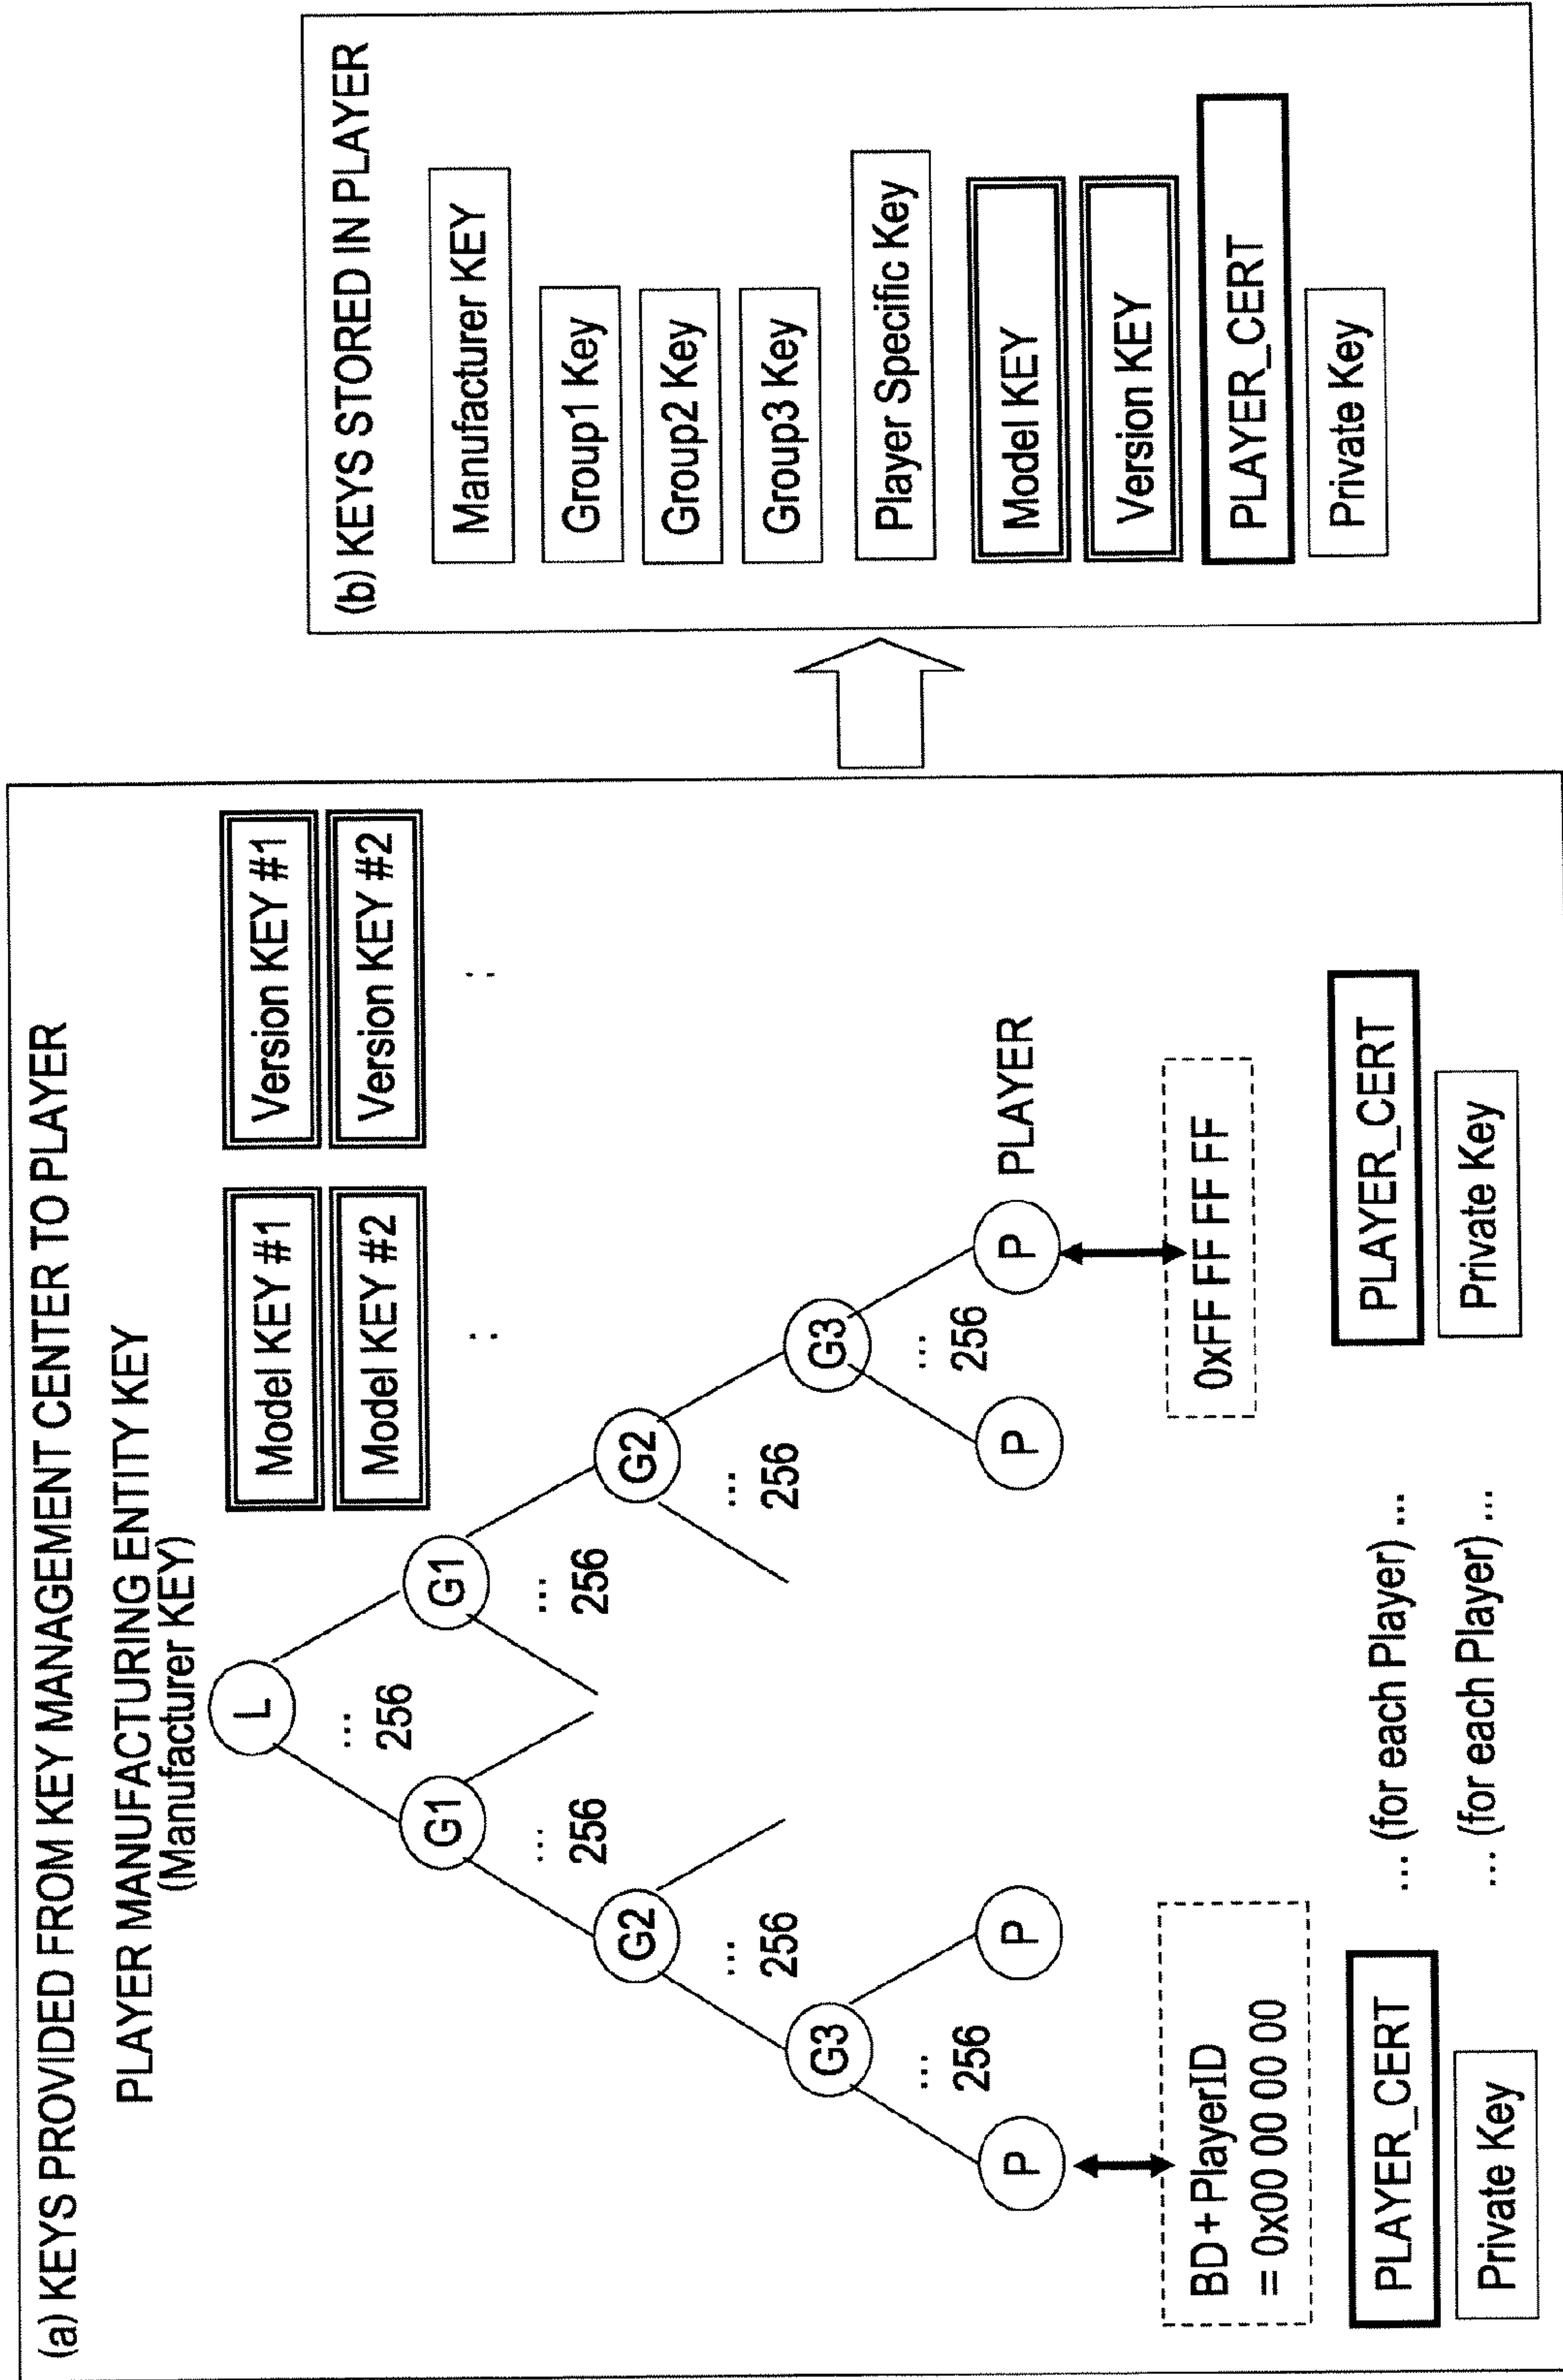 (a) KEYS PROVIDED FROM KEY MANAGEMENT CENTER TO PLAYER
PLAYER MANUFACTURING ENTITY KEY
(Manufacturer KEY)
L
Model KEY #1
Version KEY #1
Model KEY #2
Version KEY #2
:
:
...
256
G1
G1
...
256
...
256
G2
G2
...
256
...
256
G3
G3
...
256
...
256
P
P
P
P
PLAYER
BD+PlayerID
= 0x00 00 00 00
0xFF FF FF FF
PLAYER_CERT
... (for each Player) ...
PLAYER_CERT
Private Key
... (for each Player) ...
Private Key
(b) KEYS STORED IN PLAYER
Manufacturer KEY
Group1 Key
Group2 Key
Group3 Key
Player Specific Key
Model KEY
Version KEY
PLAYER_CERT
Private Key